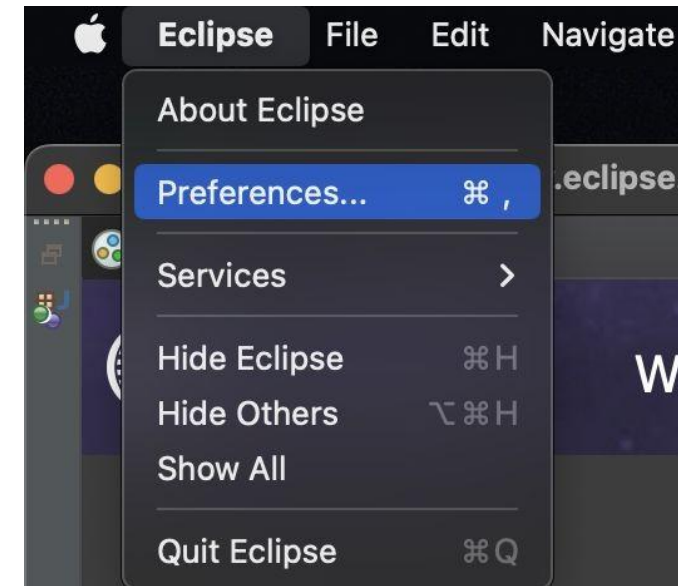 Eclipse File Edit Navigate
About Eclipse
.eclipse
Preferences... ⌘ ,
Services
W
Hide Eclipse ⌘ H
Hide Others ⌥ ⌘ H
Show All
Quit Eclipse ⌘ Q